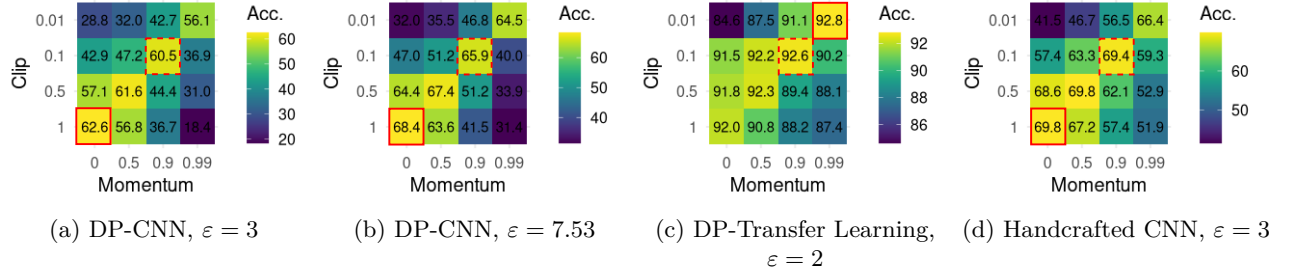 Acc.
Clip
0.01 28.8 32.0 42.7 56.1
0.1 42.9 47.2 60.5 36.9
0.5 57.1 61.6 44.4 31.0
1 62.6 56.8 36.7 18.4
0 0.5 0.9 0.99
Momentum
60
50
40
30
20
(a) DP-CNN, ε = 3
Acc.
Clip
0.01 32.0 35.5 46.8 64.5
0.1 47.0 51.2 65.9 40.0
0.5 64.4 67.4 51.2 33.9
1 68.4 63.6 41.5 31.4
0 0.5 0.9 0.99
Momentum
60
50
40
(b) DP-CNN, ε = 7.53
Acc.
Clip
0.01 84.6 87.5 91.1 92.8
0.1 91.5 92.2 92.6 90.2
0.5 91.8 92.3 89.4 88.1
1 92.0 90.8 88.2 87.4
0 0.5 0.9 0.99
Momentum
92
90
88
86
(c) DP-Transfer Learning,
ε = 2
Acc.
Clip
0.01 41.5 46.7 56.5 66.4
0.1 57.4 63.3 69.4 59.3
0.5 68.6 69.8 62.1 52.9
1 69.8 67.2 57.4 51.9
0 0.5 0.9 0.99
Momentum
60
50
(d) Handcrafted CNN, ε = 3